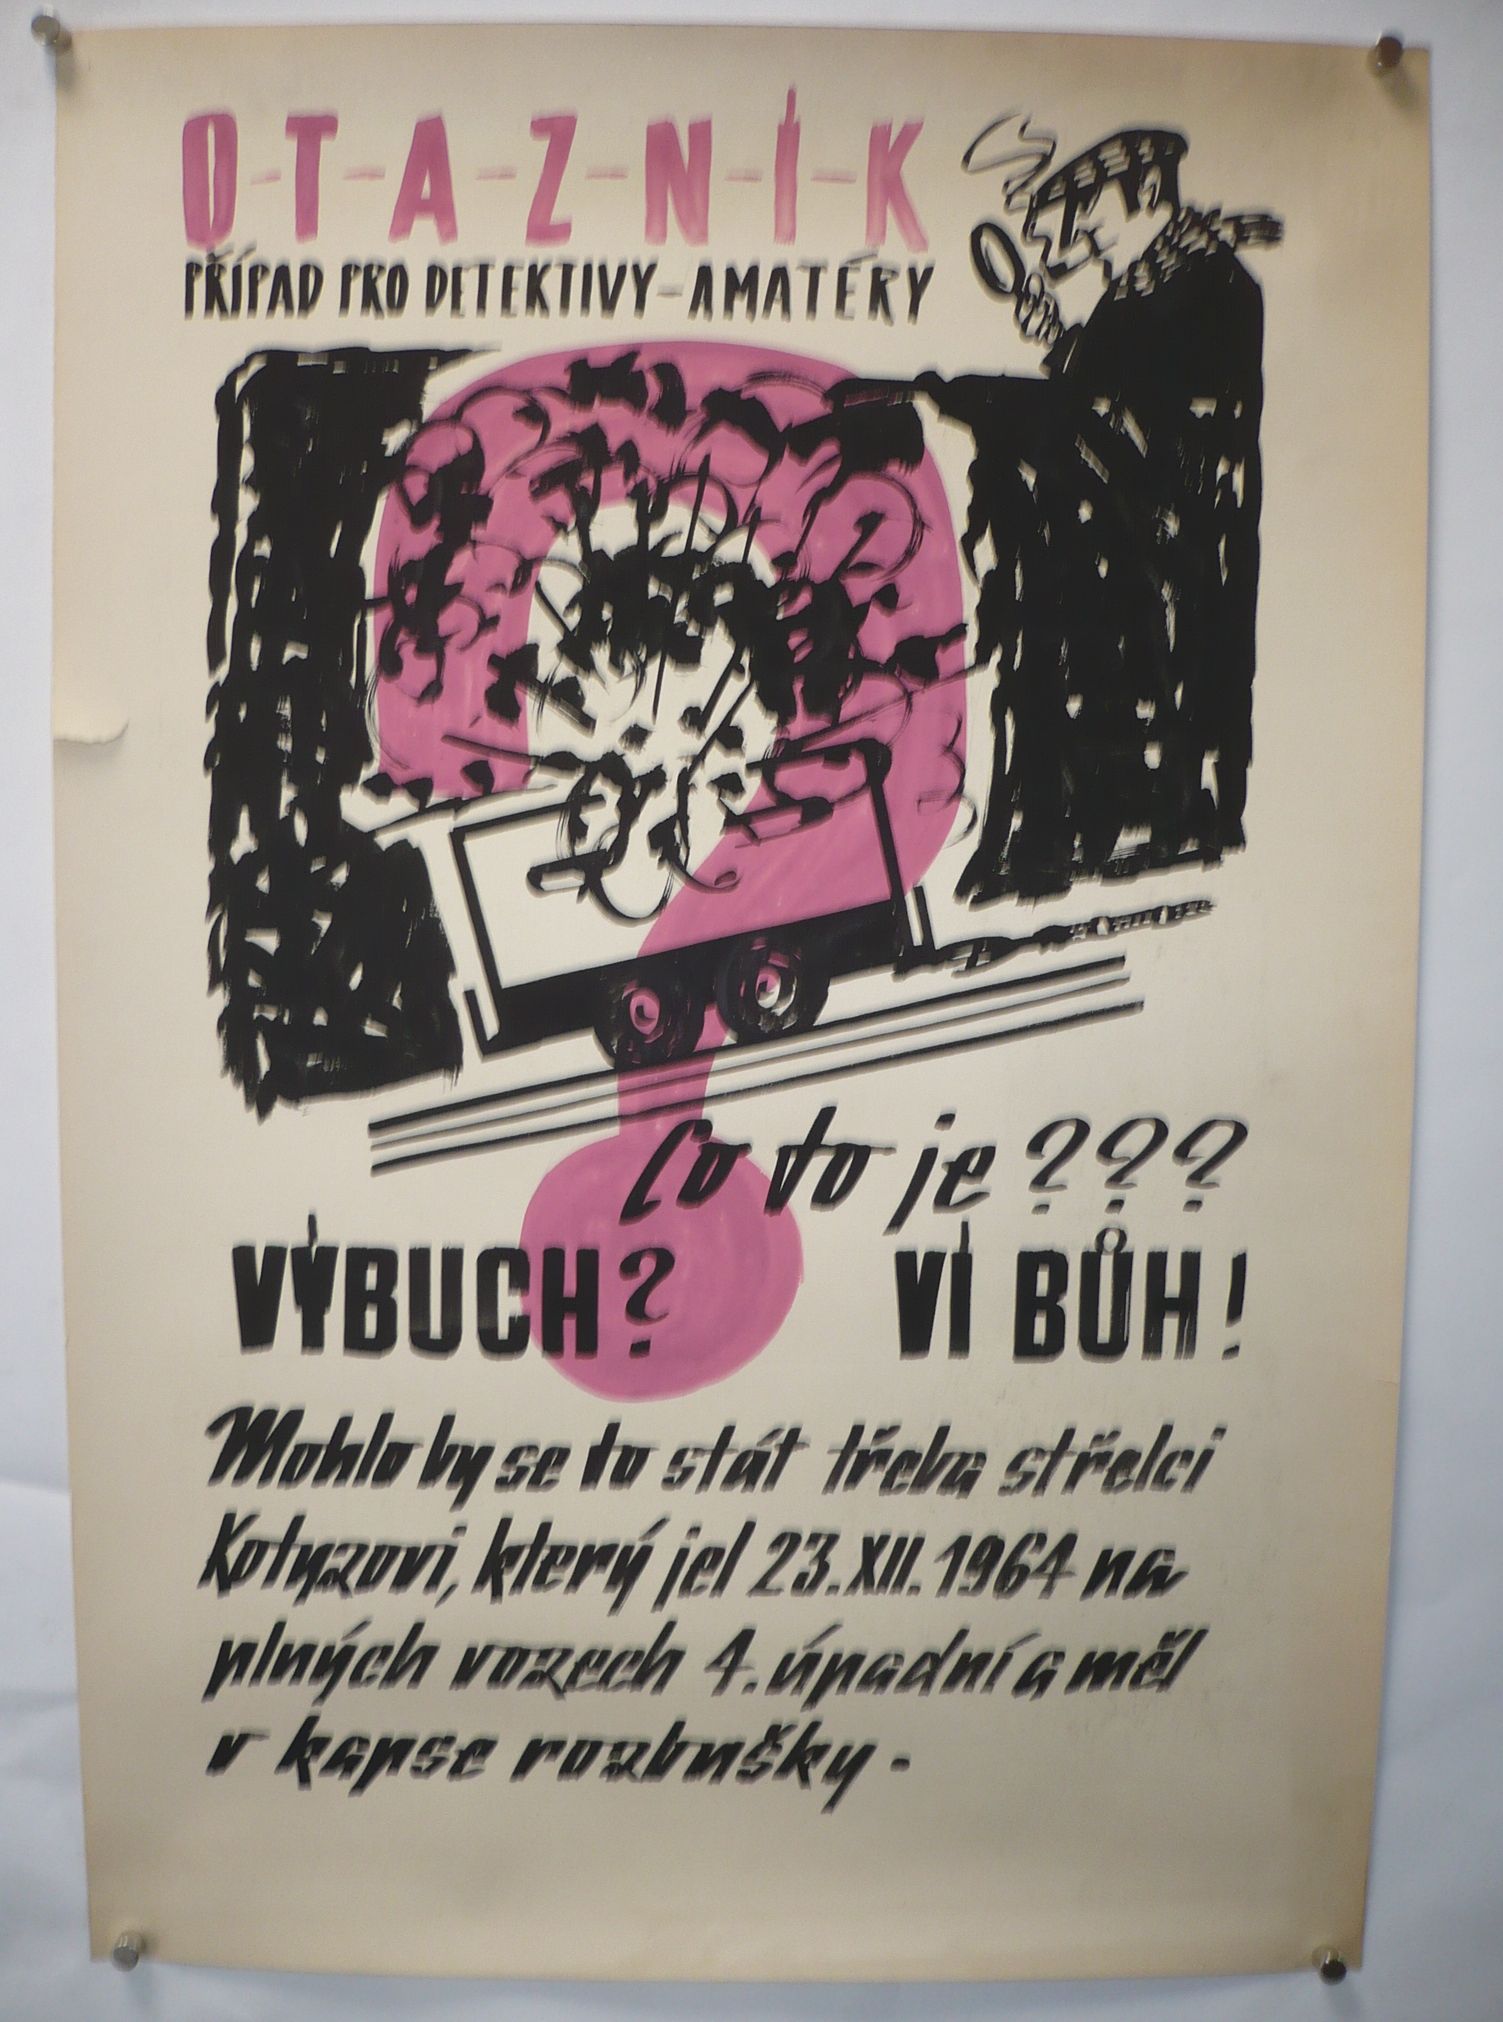 O-T-A-Z-N-Í-K
PŘÍPAD PRO DETEKTIVY-AMATÉRY
Co to je ? ? ?
VÝBUCH? VÍ BŮH!
Mohlo by se to stát třeba střelci
Kotyzovi, který jel 23.XII.1964 na
plných vozech 4. úpadní a měl
v kapse rozbušky.